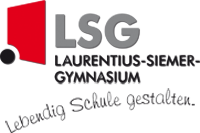 LSG
LAURENTIUS-SIEMER-
GYMNASIUM
Lebendig Schule gestalten.